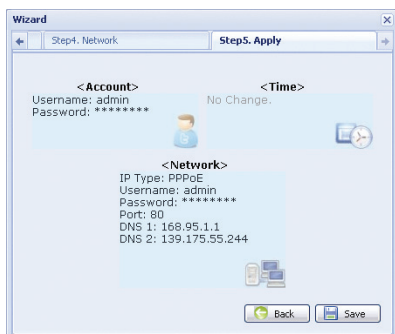 Wizard
Step4. Network
Step5. Apply
<Account>
Username: admin
Password: ********
<Time>
No Change.
<Network>
IP Type: PPPoE
Username: admin
Password: ********
Port: 80
DNS 1: 168.95.1.1
DNS 2: 139.175.55.244
Back
Save